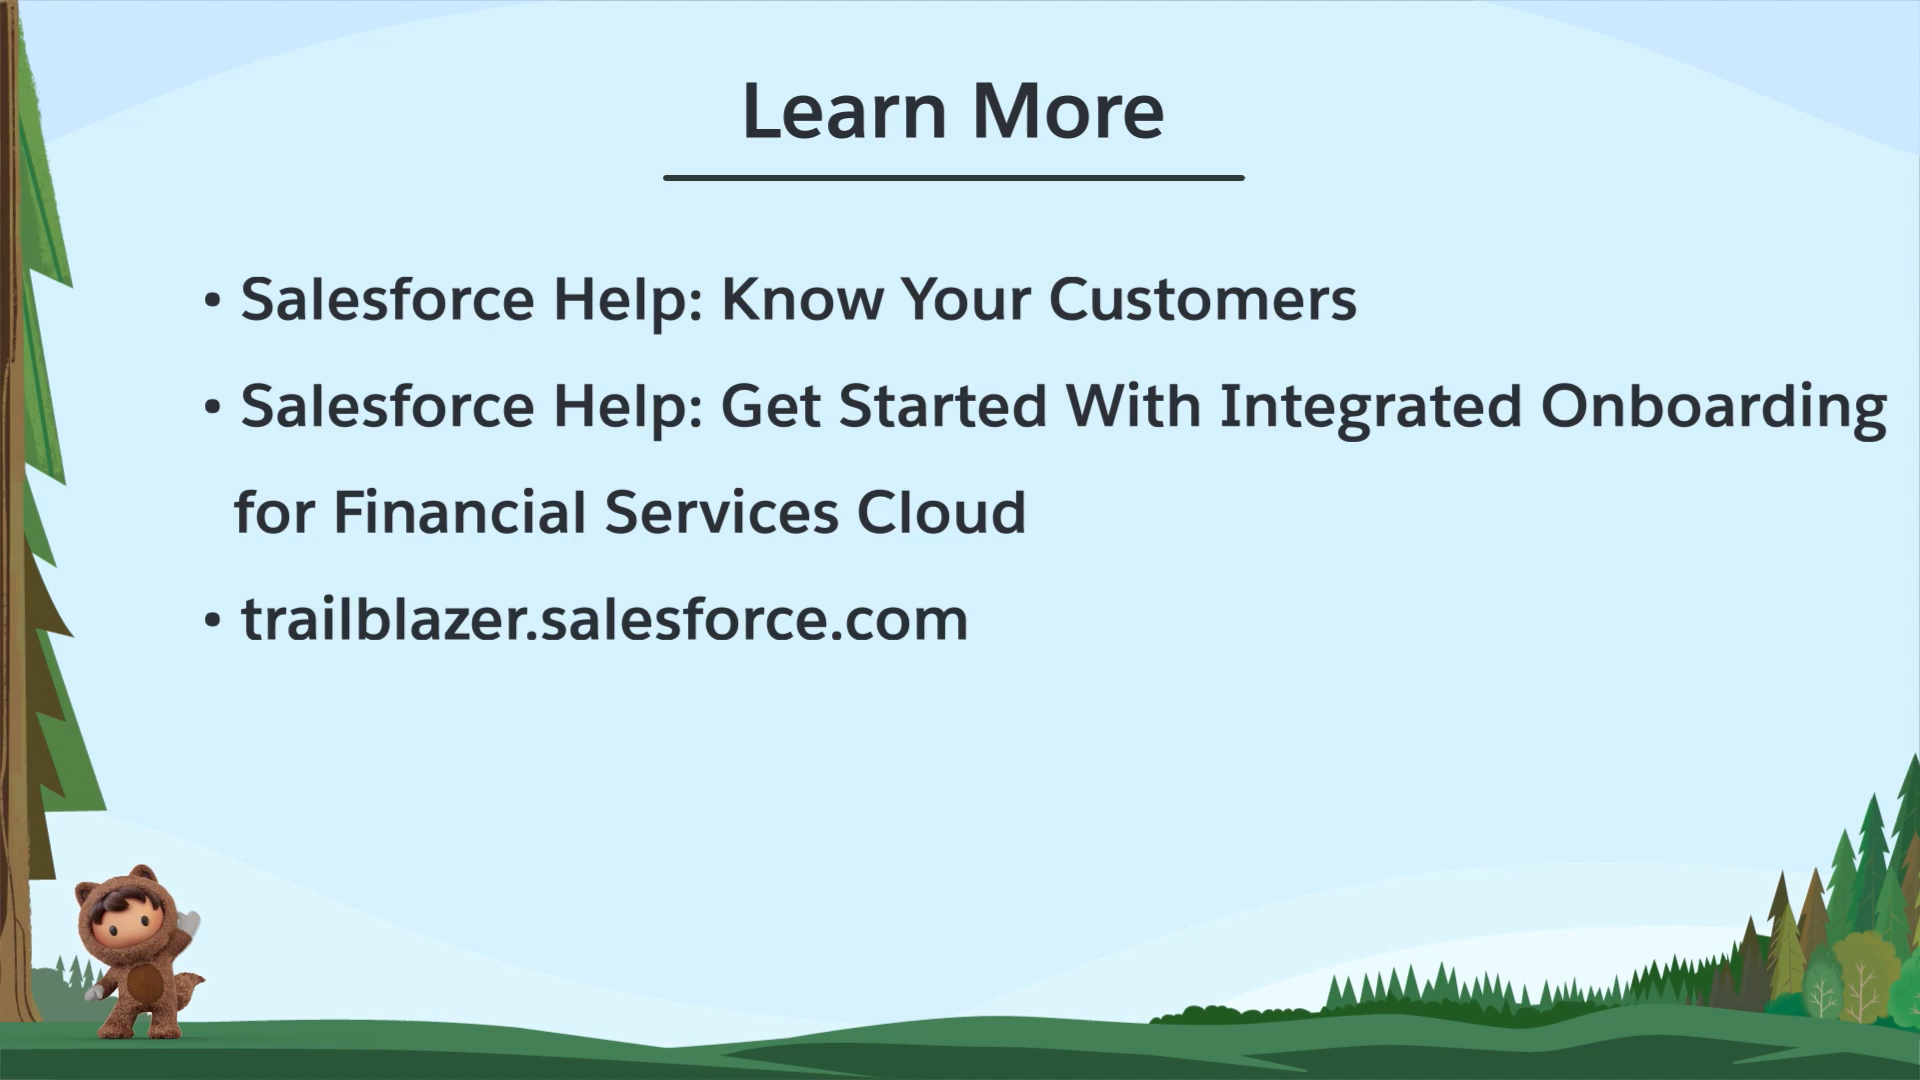 Learn More
• Salesforce Help: Know Your Customers
• Salesforce Help: Get Started With Integrated Onboarding
for Financial Services Cloud
• trailblazer.salesforce.com